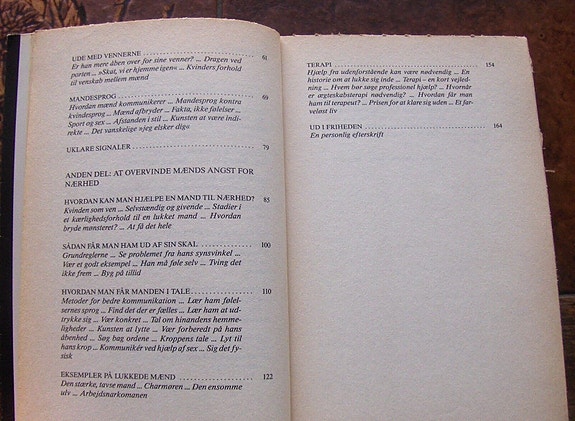 UDE MED VENNERNE ........................ 61
Er han mere åben over for sine venner? ... Dragen ved
porten ... »Skat, vi er hjemme igen« ... Kvinders forhold
til venskab mellem mænd
MANDESPROG ........................ 69
Hvordan mænd kommunikerer ... Mandesprog kontra
kvindesprog ... Mænd afbryder ... Fakta, ikke følelser ...
Sport og sex ... Afstanden i stil ... Kunsten at være indi-
rekte ... Det vanskelige »jeg elsker dig«
UKLARE SIGNALER ........................ 79
ANDEN DEL: AT OVERVINDE MÆNDS ANGST FOR
NÆRHED
HVORDAN KAN MAN HJÆLPE EN MAND TIL NÆRHED? 85
Kvinden som ven ... Selvstændig og givende ... Stadier i
et kærlighedsforhold til en lukket mand ... Hvordan
bryde mønsteret? ... At få det hele
SÅDAN FÅR MAN HAM UD AF SIN SKAL .................. 100
Grundreglerne ... Se problemet fra hans synsvinkel ...
Vær et godt eksempel ... Han må føle selv ... Tving det
ikke frem ... Byg på tillid
HVORDAN MAN FÅR MANDEN I TALE .................. 110
Metoder for bedre kommunikation ... Lær ham følel-
sernes sprog ... Find det der er fælles ... Lær ham at ud-
trykke sig ... Vær konkret ... Tal om hinandens hemme-
ligheder ... Kunsten at lytte ... Vær forberedt på hans
åbenhed ... Søg bag ordene ... Kroppens tale ... Lyt til
hans krop ... Kommunikér ved hjælp af sex ... Sig det fy-
sisk
EKSEMPLER PÅ LUKKEDE MÆND .................. 122
Den stærke, tavse mand ... Charmøren ... Den ensomme
ulv ... Arbejdsnarkomanen
TERAPI ........................ 154
Hjælp fra udenforstående kan være nødvendig ... En
historie om at lukke sig inde ... Terapi – en kort vejled-
ning ... Hvem bør søge professionel hjælp? ... Hvornår
er ægteskabsterapi nødvendig? ... Hvordan får man
ham til terapeut? ... Prisen for at klare sig uden ... Et far-
veløst liv
UD I FRIHEDEN ........................ 164
En personlig efterskrift